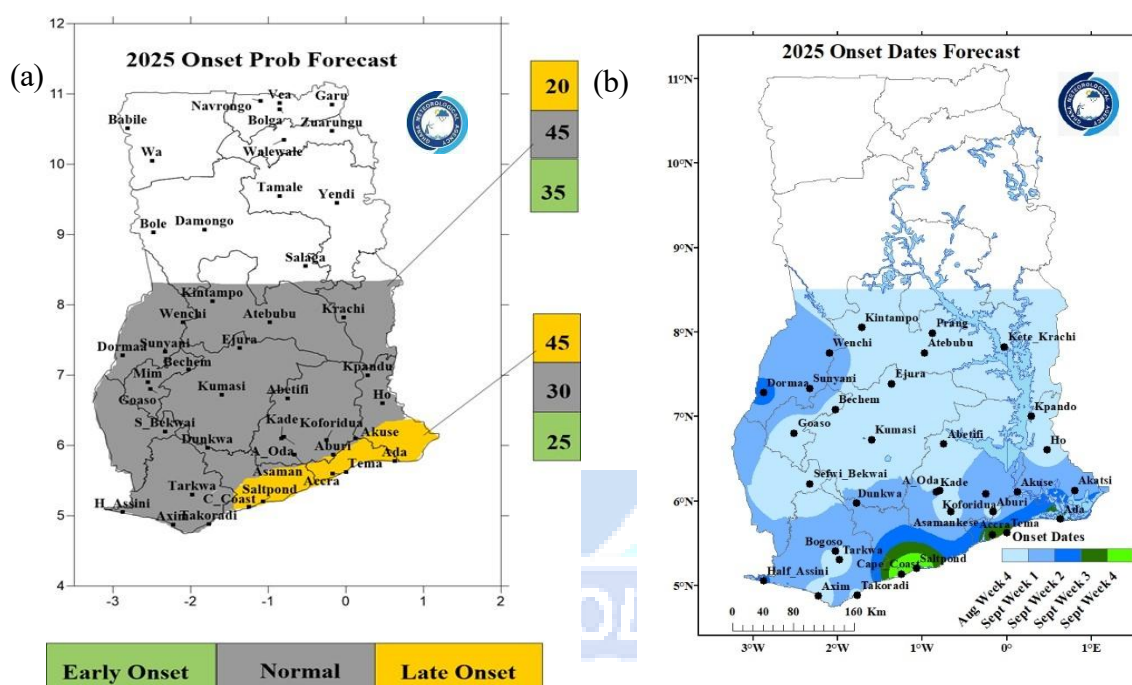 (a)
2025 Onset Prob Forecast
12
11
10
9
8
7
6
5
4
-3
-2
-1
0
1
2
Navrongo
Vea
Garu
Babile
Bolga
Zuarungu
Wa
Walewale
Tamale
Yendi
Bole
Damongo
Salaga
Kintampo
Krachi
Wenchi
Atebubu
Dormaa
Sunyani
Ejura
Bechem
Mim
Kpandu
Goaso
Kumasi
Abetifi
Ho
S_Bekwai
Kade
Koforidua
Dunkwa
Akuse
A_Oda
Aburi
Ada
Asaman
Tema
Accra
Tarkwa
Saltpond
C_Coast
H_Assini
Axim
Takoradi
20
45
35
45
30
25
Early Onset
Normal
Late Onset
(b)
2025 Onset Dates Forecast
GHANA METEOROLOGICAL AGENCY
11°N
10°N
9°N
8°N
7°N
6°N
5°N
3°W
2°W
1°W
0°
1°E
Kintampo
Prang
Wenchi
Atebubu
Kete_Krachi
Dormaa
Sunyani
Ejura
Bechem
Kpando
Goaso
Kumasi
Abetifi
Ho
Sefwi_Bekwai
A_Oda
Kade
Akuse
Akatsi
Dunkwa
Koforidua
Aburi
Ada
Asamankese
Accra
Tema
Bogoso
Tarkwa
Cape_Coast
Saltpond
Half_Assini
Axim
Takoradi
Onset Dates
Aug Week 4
Sept Week 1
Sept Week 2
Sept Week 3
Sept Week 4
0 40 80 160 Km